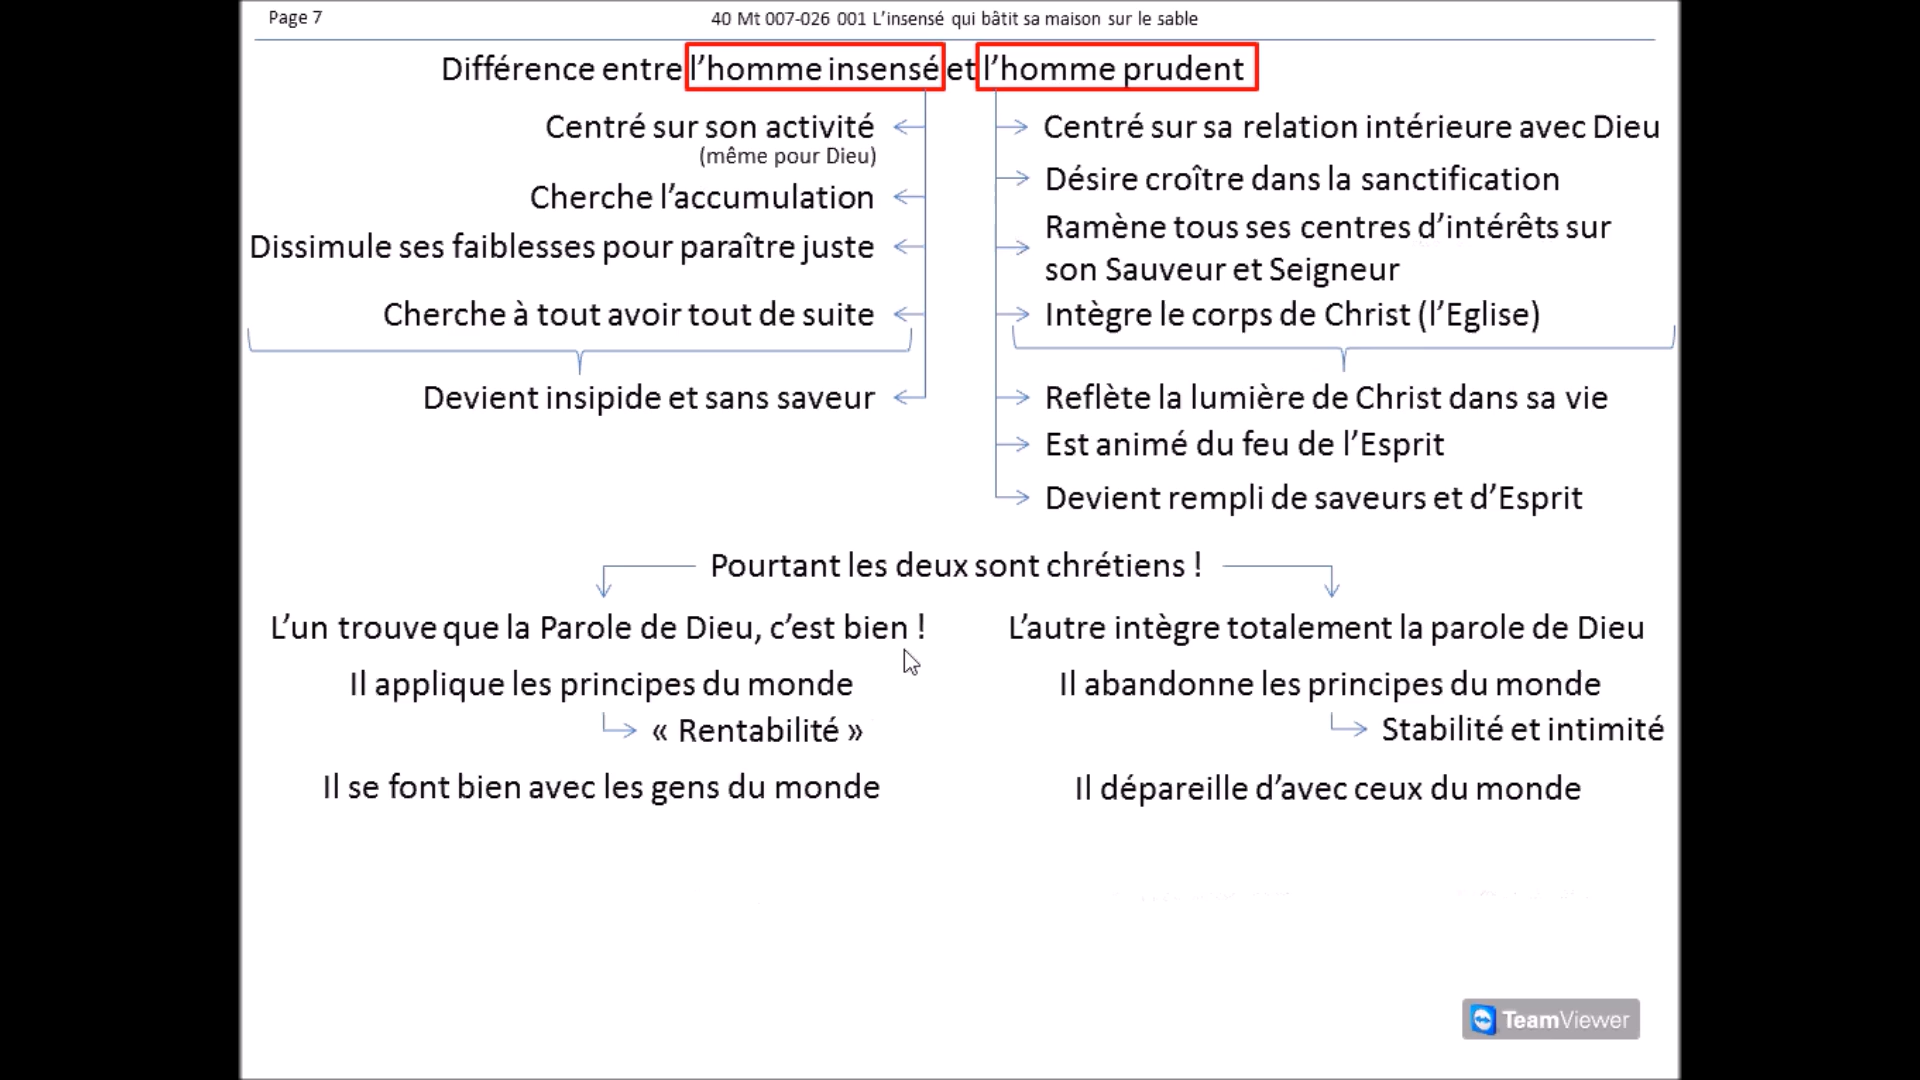 Page 7
40 Mt 007-026 001 L’insensé qui bâtit sa maison sur le sable
Différence entre l’homme insensé et l’homme prudent
Centré sur son activité
(même pour Dieu)
Cherche l’accumulation
Dissimule ses faiblesses pour paraître juste
Cherche à tout avoir tout de suite
Devient insipide et sans saveur
Centré sur sa relation intérieure avec Dieu
Désire croître dans la sanctification
Ramène tous ses centres d’intérêts sur
son Sauveur et Seigneur
Intègre le corps de Christ (l’Eglise)
Reflète la lumière de Christ dans sa vie
Est animé du feu de l’Esprit
Devient rempli de saveurs et d’Esprit
Pourtant les deux sont chrétiens !
L’un trouve que la Parole de Dieu, c’est bien !
Il applique les principes du monde
« Rentabilité »
Il se font bien avec les gens du monde
L’autre intègre totalement la parole de Dieu
Il abandonne les principes du monde
Stabilité et intimité
Il dépareille d’avec ceux du monde
TeamViewer